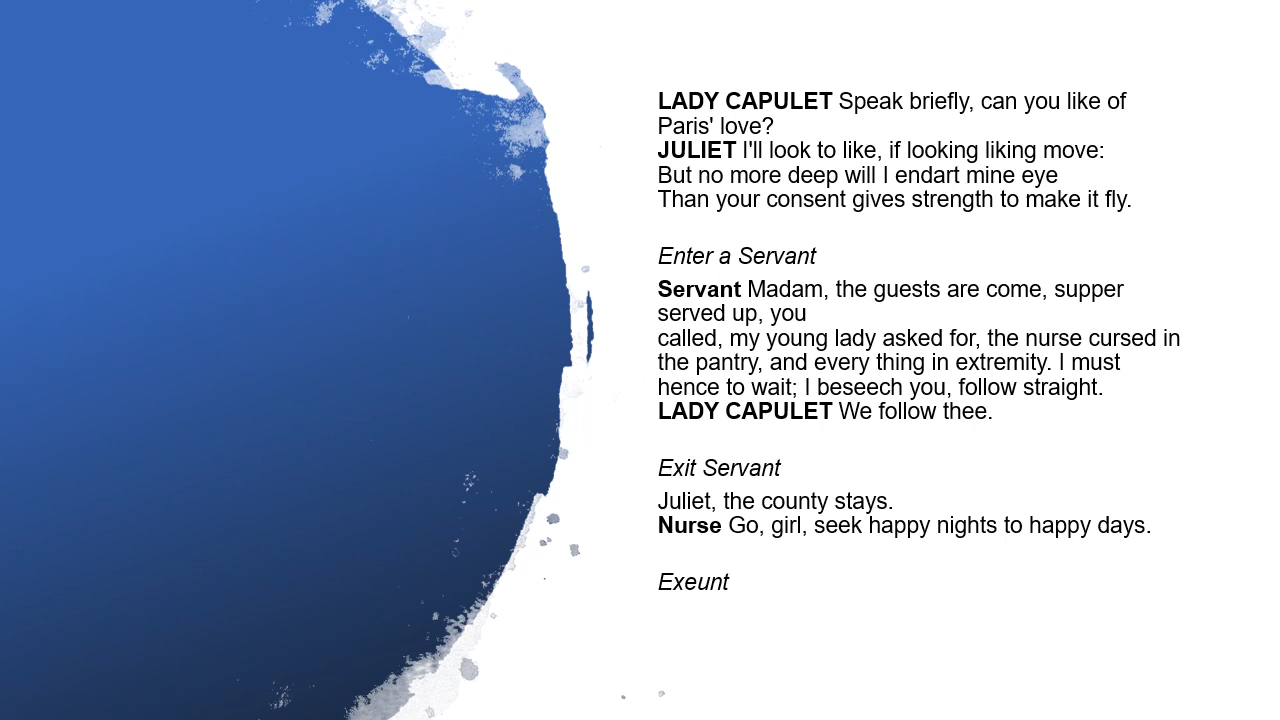 LADY CAPULET Speak briefly, can you like of
Paris' love?
JULIET I'll look to like, if looking liking move:
But no more deep will I endart mine eye
Than your consent gives strength to make it fly.
Enter a Servant
Servant Madam, the guests are come, supper
served up, you
called, my young lady asked for, the nurse cursed in
the pantry, and every thing in extremity. I must
hence to wait; I beseech you, follow straight.
LADY CAPULET We follow thee.
Exit Servant
Juliet, the county stays.
Nurse Go, girl, seek happy nights to happy days.
Exeunt